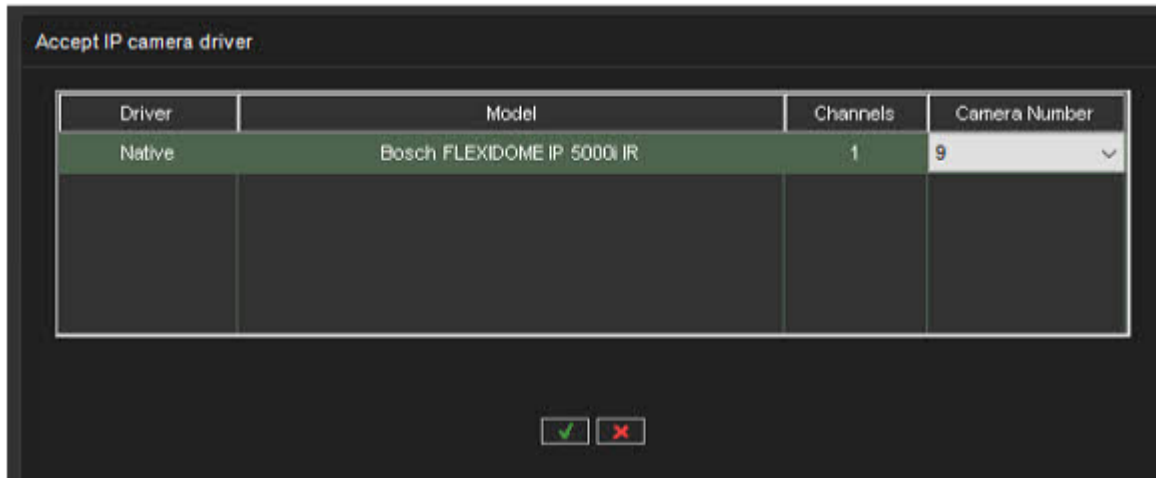 Accept IP camera driver
Driver Model Channels Camera Number
Native Bosch FLEXIDOME IP 5000i IR 1 9